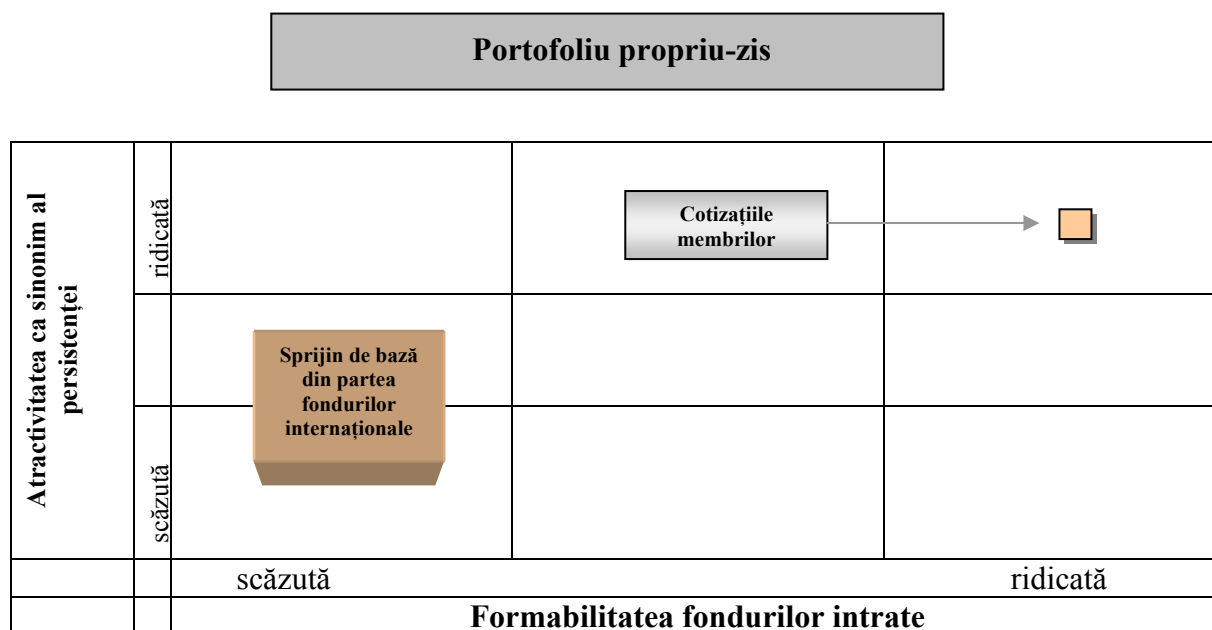 Portofoliu propriu-zis
Atractivitatea ca sinonim al
persistenței
ridicată
Cotizațiile
membrilor
Sprijin de bază
din partea
fondurilor
internaționale
scăzută
scăzută
ridicată
Formabilitatea fondurilor intrate